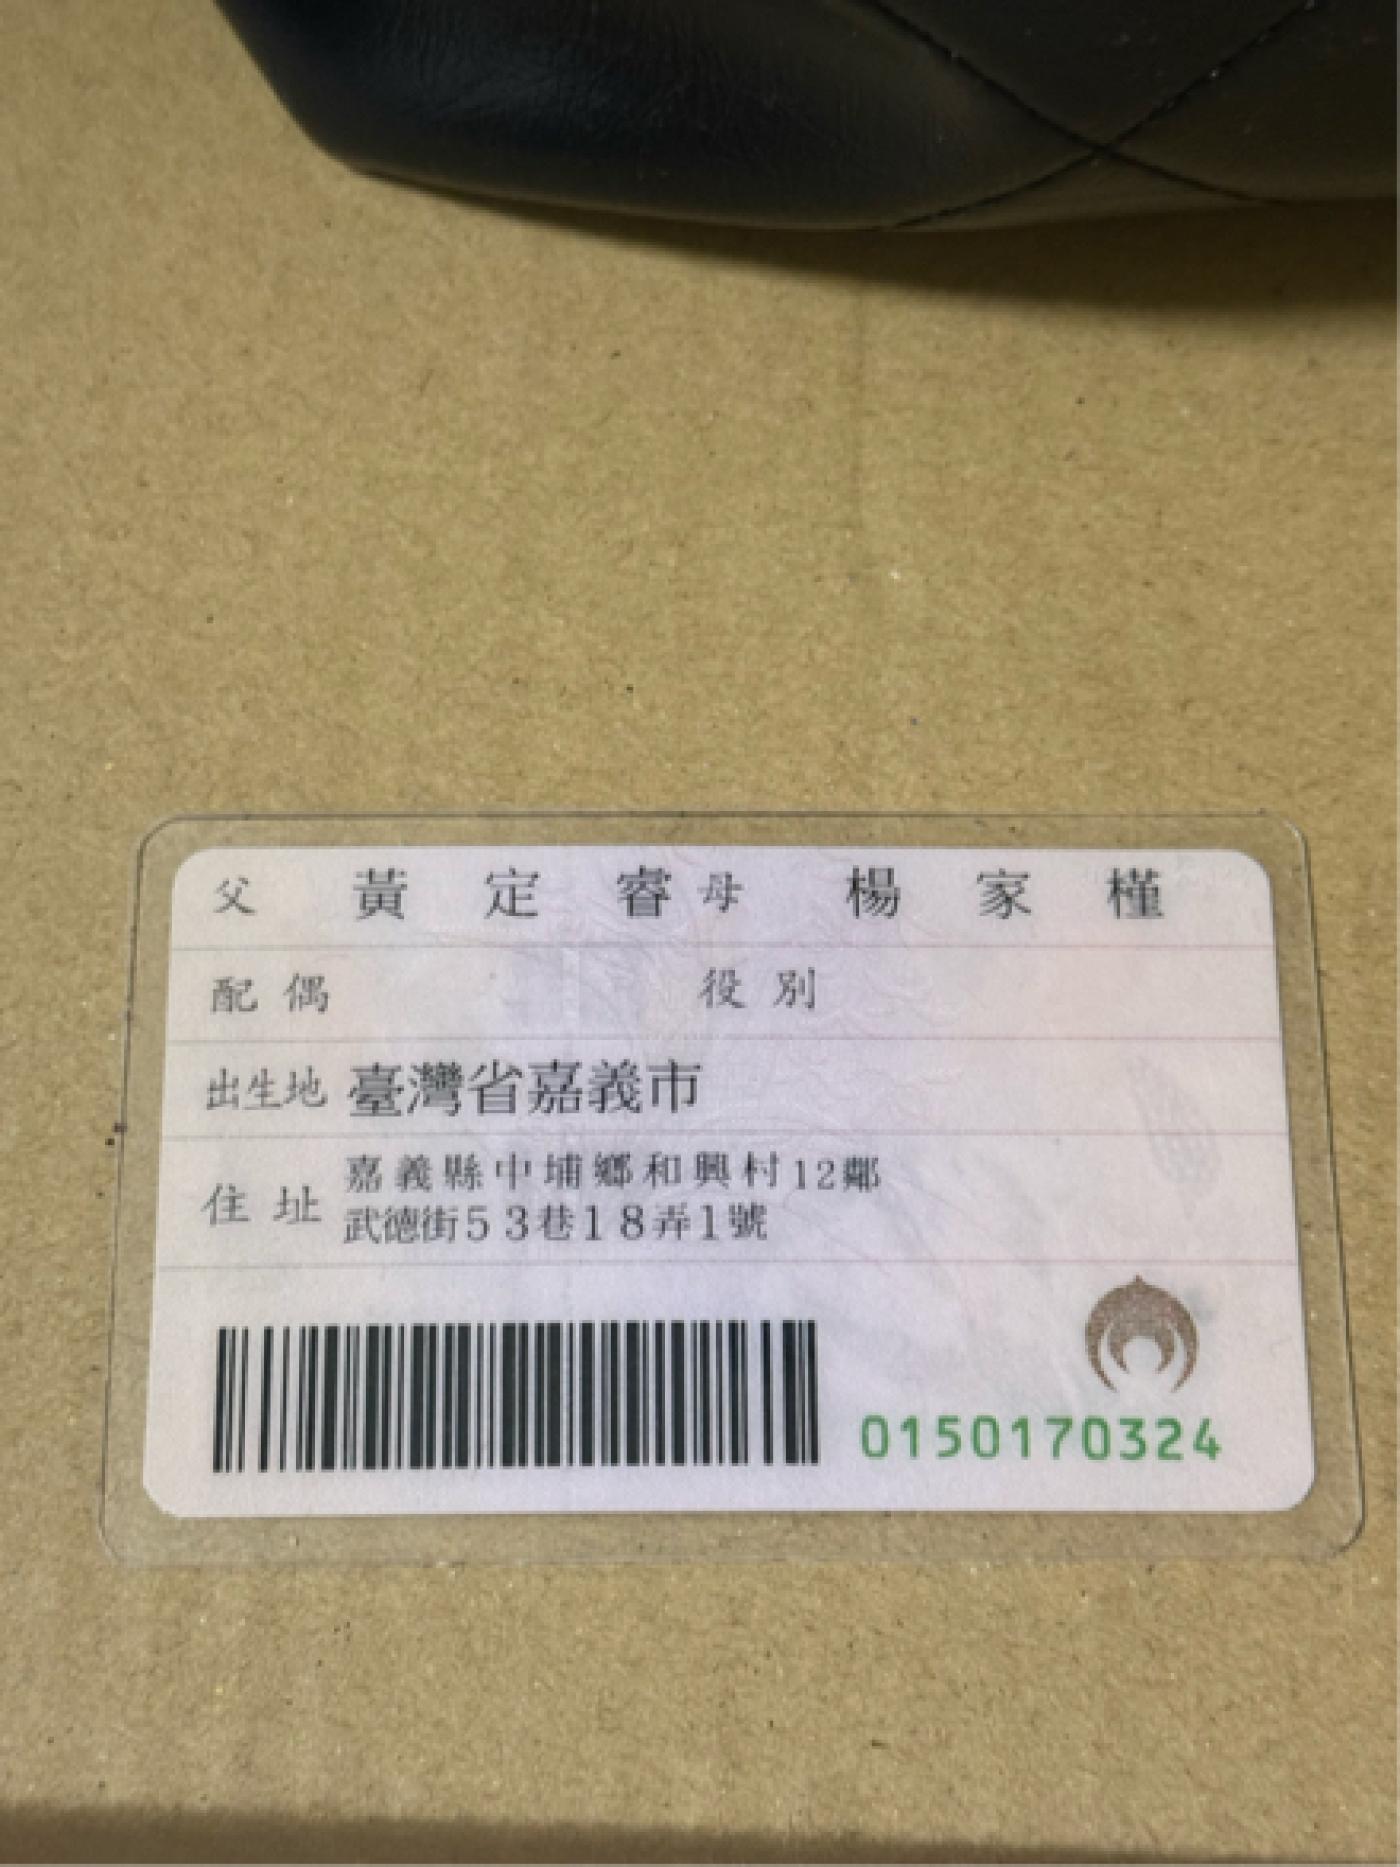 父 黃定睿 母 楊家槿
配偶 役別
出生地 臺灣省嘉義市
住址 嘉義縣中埔鄉和興村12鄰
武德街53巷18弄1號
0150170324